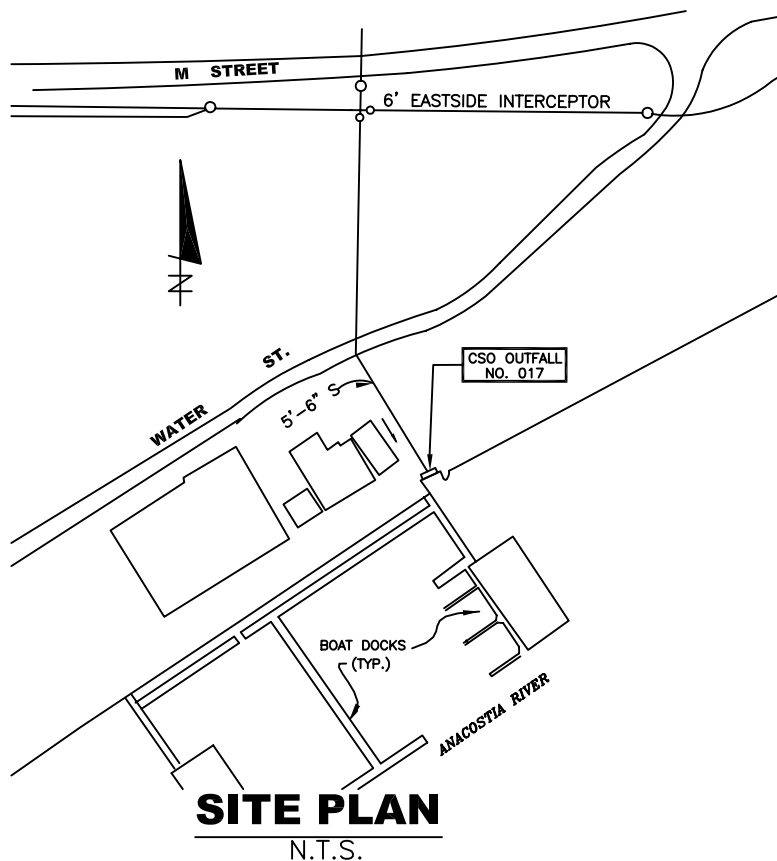 M STREET
6' EASTSIDE INTERCEPTOR
N
ST.
WATER
CSO OUTFALL
NO. 017
5'-6" S
BOAT DOCKS
(TYP.)
ANACOSTIA RIVER
SITE PLAN
N.T.S.